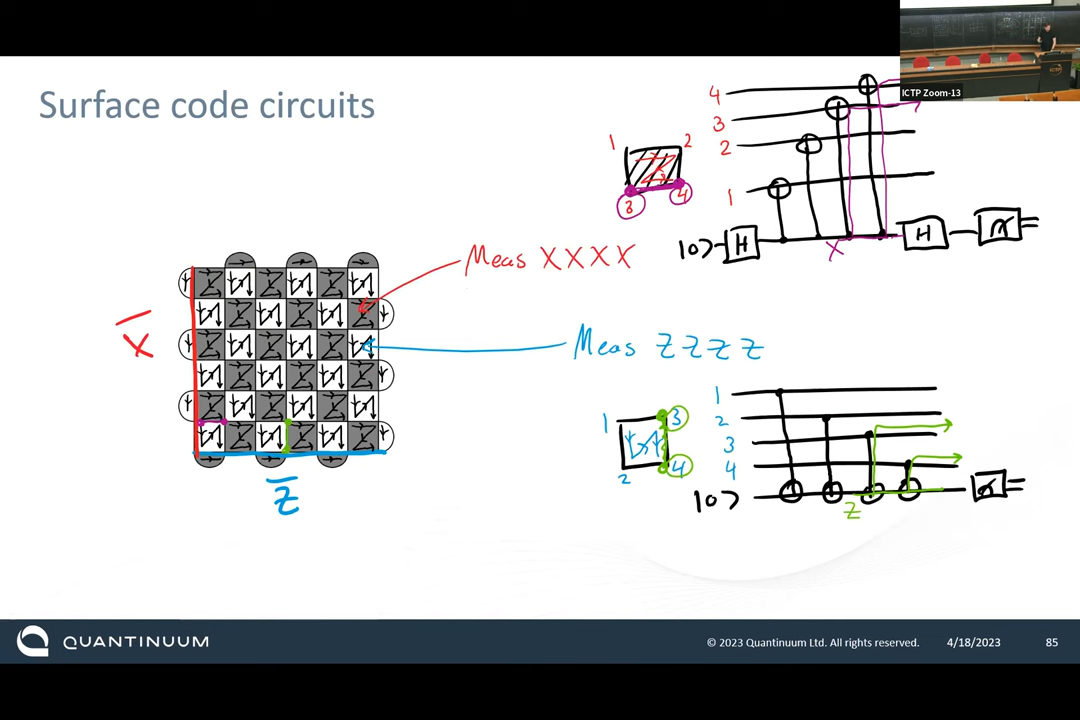 ICTP Zoom-13
Surface code circuits
4
3
2
1
|0> H X H
1 2
3 4
Meas XXXX
X
Meas ZZZZ
1
2
3
4
|0>
Z
1 3
2 4
Z
QUANTINUUM
© 2023 Quantinuum Ltd. All rights reserved.
4/18/2023
85